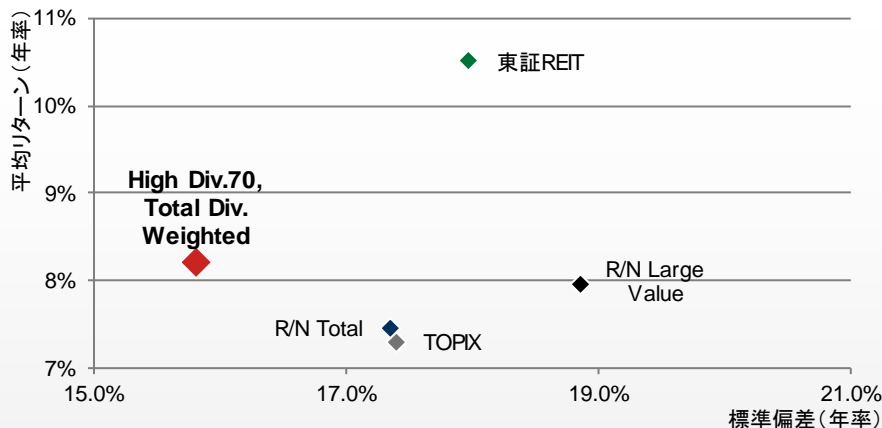 平均リターン(年率)
11%
10%
9%
8%
7%
東証REIT
High Div.70,
Total Div.
Weighted
R/N Large
Value
R/N Total
TOPIX
15.0%
17.0%
19.0%
21.0%
標準偏差(年率)